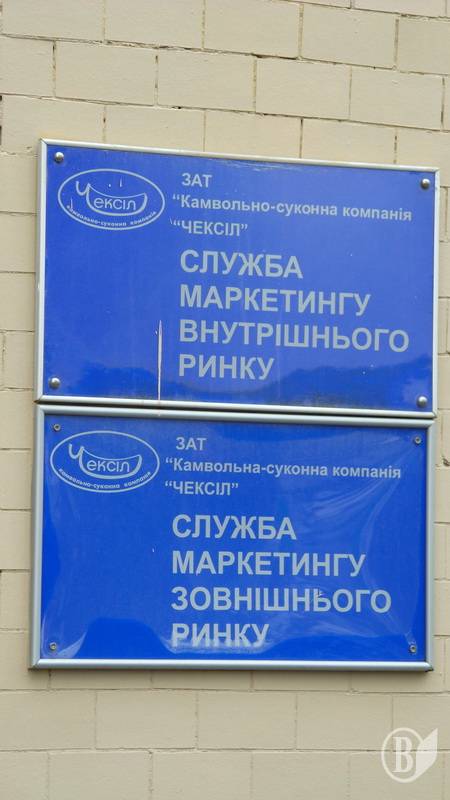 Чексіл
камвольно-суконна компанія
ЗАТ
"Камвольно-суконна компанія
"ЧЕКСІЛ"
СЛУЖБА
МАРКЕТИНГУ
ВНУТРІШНЬОГО
РИНКУ
Чексіл
камвольно-суконна компанія
ЗАТ
"Камвольна-суконна компанія
"ЧЕКСІЛ"
СЛУЖБА
МАРКЕТИНГУ
ЗОВНІШНЬОГО
РИНКУ
В